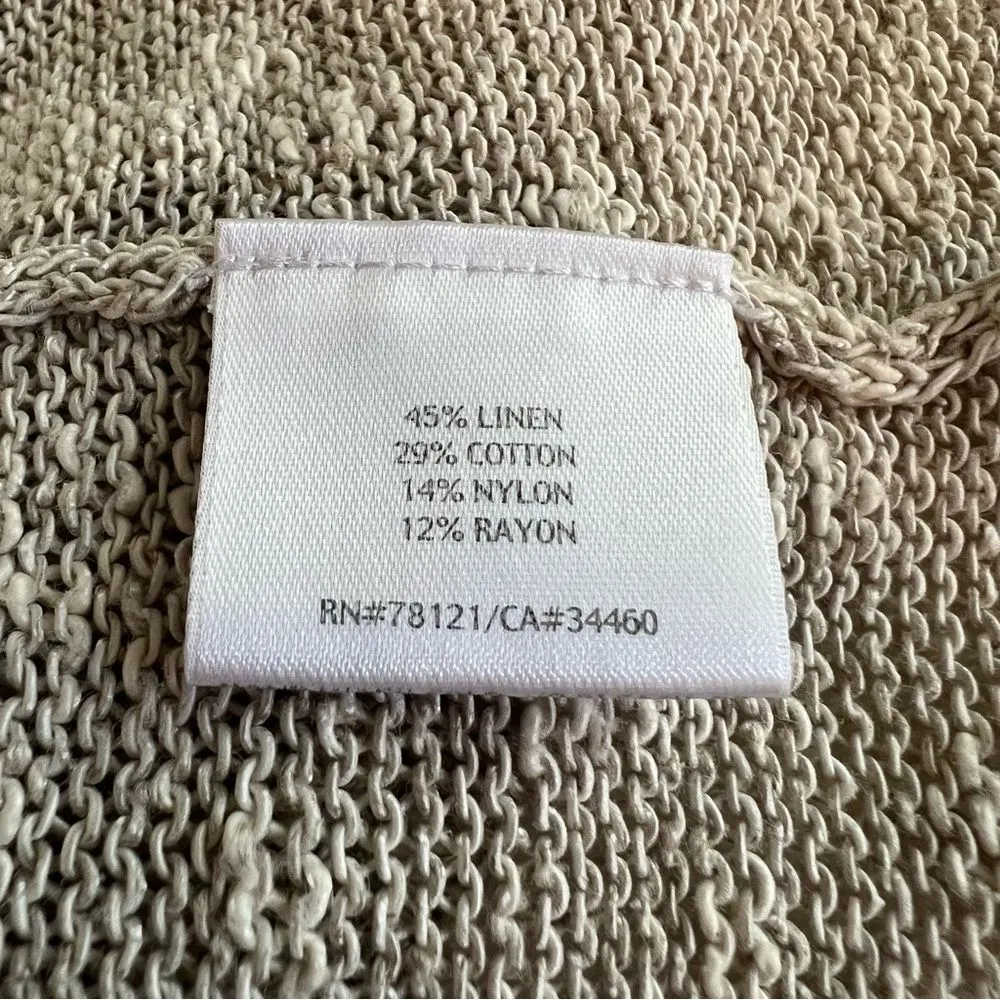 45% LINEN
29% COTTON
14% NYLON
12% RAYON
RN#78121/CA#34460